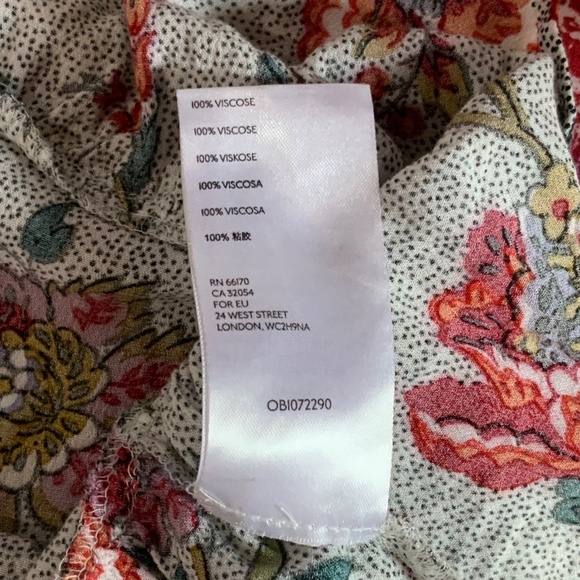 100% VISCOSE
100% VISCOSE
100% VISKOSE
100% VISCOSA
100% VISCOSA
100% 粘胶
RN 66170
CA 32054
FOR EU
24 WEST STREET
LONDON, WC2H9NA
OB1072290